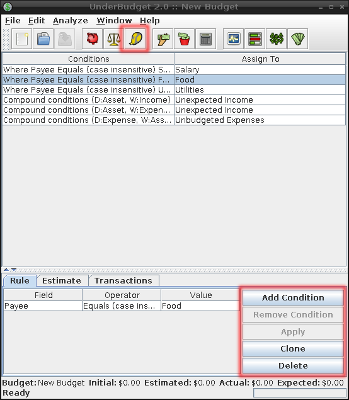 UnderBudget 2.0 :: New Budget
File Edit Analyze Window Help
Conditions Assign To
Where Payee Equals (case insensitive) S... Salary
Where Payee Equals (case insensitive) F... Food
Where Payee Equals (case insensitive) U... Utilities
Compound conditions (D:Asset, W:Income) Unexpected Income
Compound conditions (D:Asset, W:Expen... Unexpected Income
Compound conditions (D:Expense, W:Ass... Unbudgeted Expenses
Rule Estimate Transactions
Field Operator Value
Payee Equals (case ins... Food
Add Condition
Remove Condition
Apply
Clone
Delete
Budget: New Budget Initial: $0.00 Estimated: $0.00 Actual: $0.00 Expected: $0.00
Ready